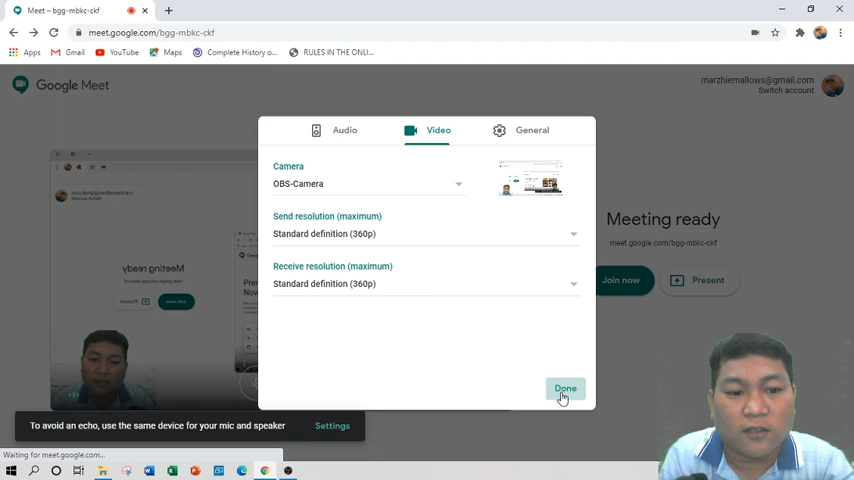 Meet – bgg-mbkc-ckf
meet.google.com/bgg-mbkc-ckf
Apps
Gmail
YouTube
Maps
Complete History o...
RULES IN THE ONLI...
Google Meet
marzhiemallows@gmail.com
Switch account
Audio
Video
General
Camera
OBS-Camera
Send resolution (maximum)
Standard definition (360p)
Receive resolution (maximum)
Standard definition (360p)
Done
Meeting ready
meet.google.com/bgg-mbkc-ckf
Join now
Present
Meeting ready
To avoid an echo, use the same device for your mic and speaker
Settings
Waiting for meet.google.com...